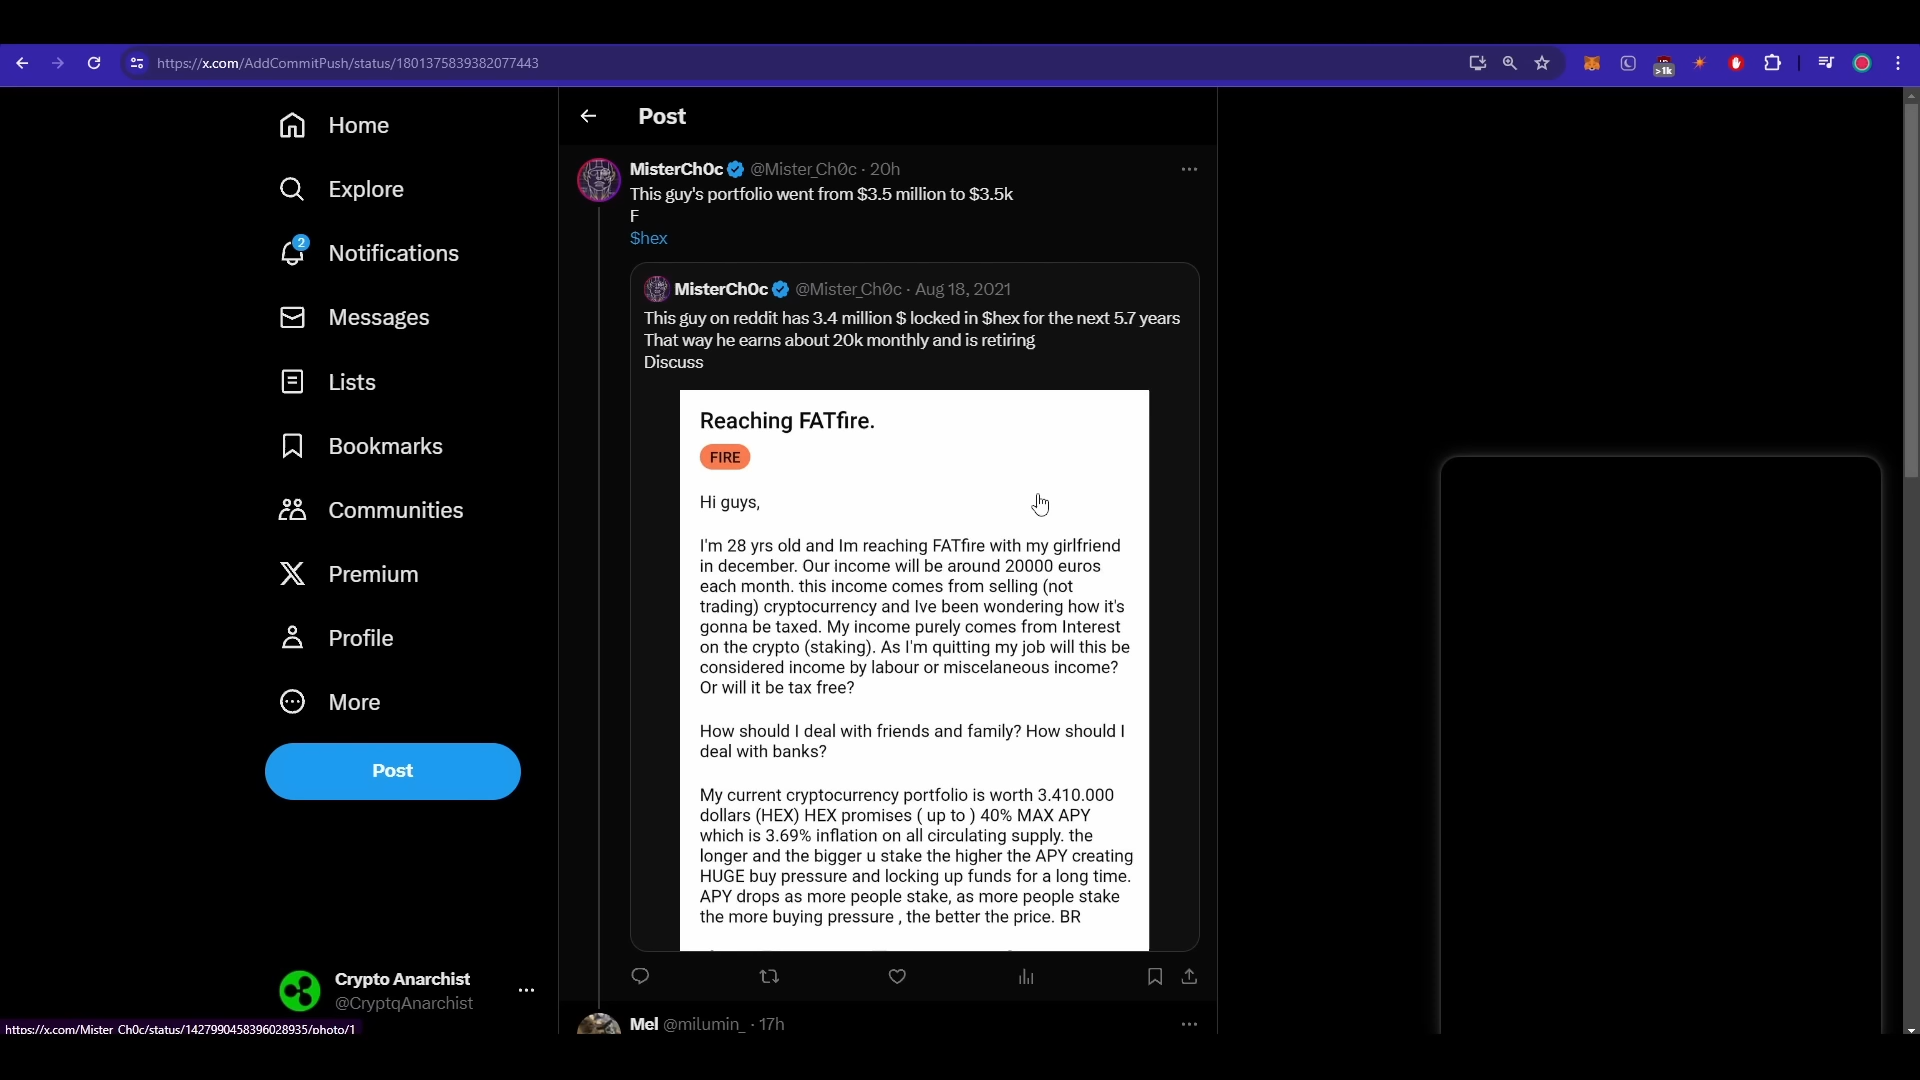 https://x.com/AddCommitPush/status/1801375839382077443
>1k
Home
Explore
2
Notifications
Messages
Lists
Bookmarks
Communities
Premium
Profile
More
Post
Crypto Anarchist
@CryptqAnarchist
https://x.com/Mister_Ch0c/status/1427990458396028935/photo/1
Post
MisterCh0c @Mister_Ch0c · 20h
This guy's portfolio went from $3.5 million to $3.5k
F
$hex
MisterCh0c @Mister_Ch0c · Aug 18, 2021
This guy on reddit has 3.4 million $ locked in $hex for the next 5.7 years
That way he earns about 20k monthly and is retiring
Discuss
Reaching FATfire.
FIRE
Hi guys,
I'm 28 yrs old and Im reaching FATfire with my girlfriend
in december. Our income will be around 20000 euros
each month. this income comes from selling (not
trading) cryptocurrency and Ive been wondering how it's
gonna be taxed. My income purely comes from Interest
on the crypto (staking). As I'm quitting my job will this be
considered income by labour or miscelaneous income?
Or will it be tax free?
How should I deal with friends and family? How should I
deal with banks?
My current cryptocurrency portfolio is worth 3.410.000
dollars (HEX) HEX promises ( up to ) 40% MAX APY
which is 3.69% inflation on all circulating supply. the
longer and the bigger u stake the higher the APY creating
HUGE buy pressure and locking up funds for a long time.
APY drops as more people stake, as more people stake
the more buying pressure , the better the price. BR
Mel @milumin_ · 17h